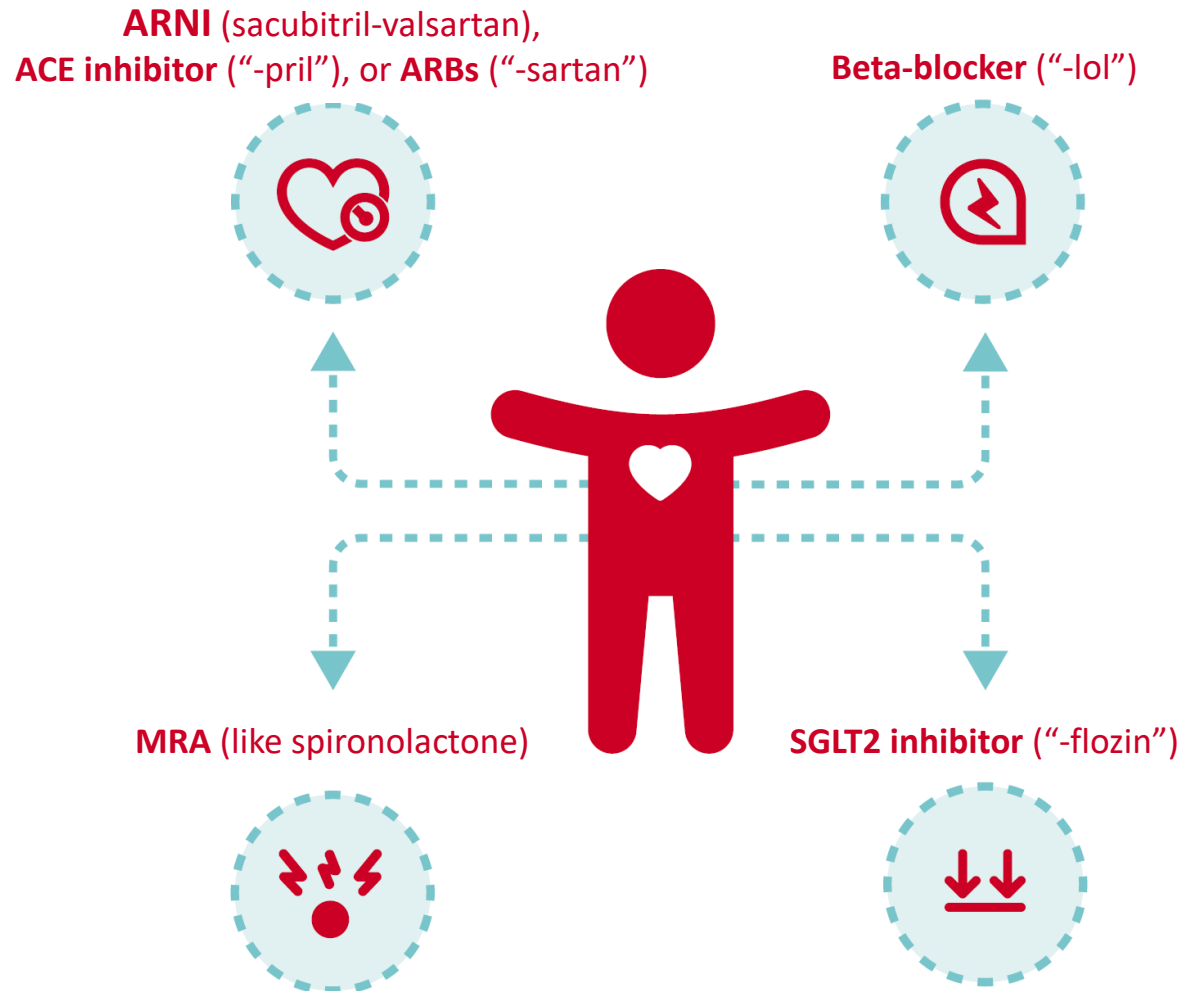 ARNI (sacubitril-valsartan),
ACE inhibitor (“-pril”), or ARBs (“-sartan”)
Beta-blocker (“-lol”)
MRA (like spironolactone)
SGLT2 inhibitor (“-flozin”)